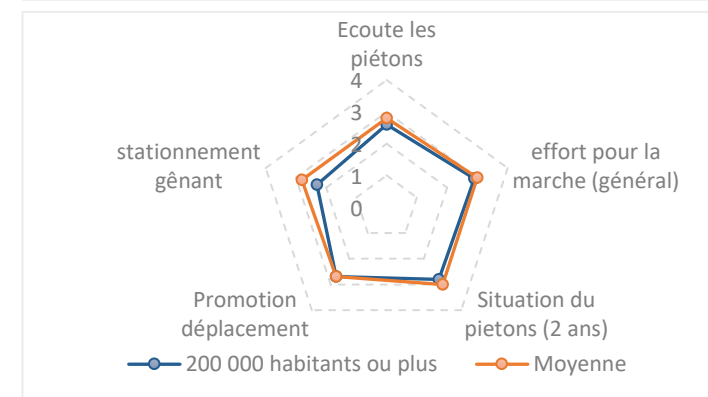 Ecoute les
piétons
4
3
2
1
0
effort pour la
marche (général)
Situation du
pietons (2 ans)
Promotion
déplacement
stationnement
gênant
200 000 habitants ou plus
Moyenne